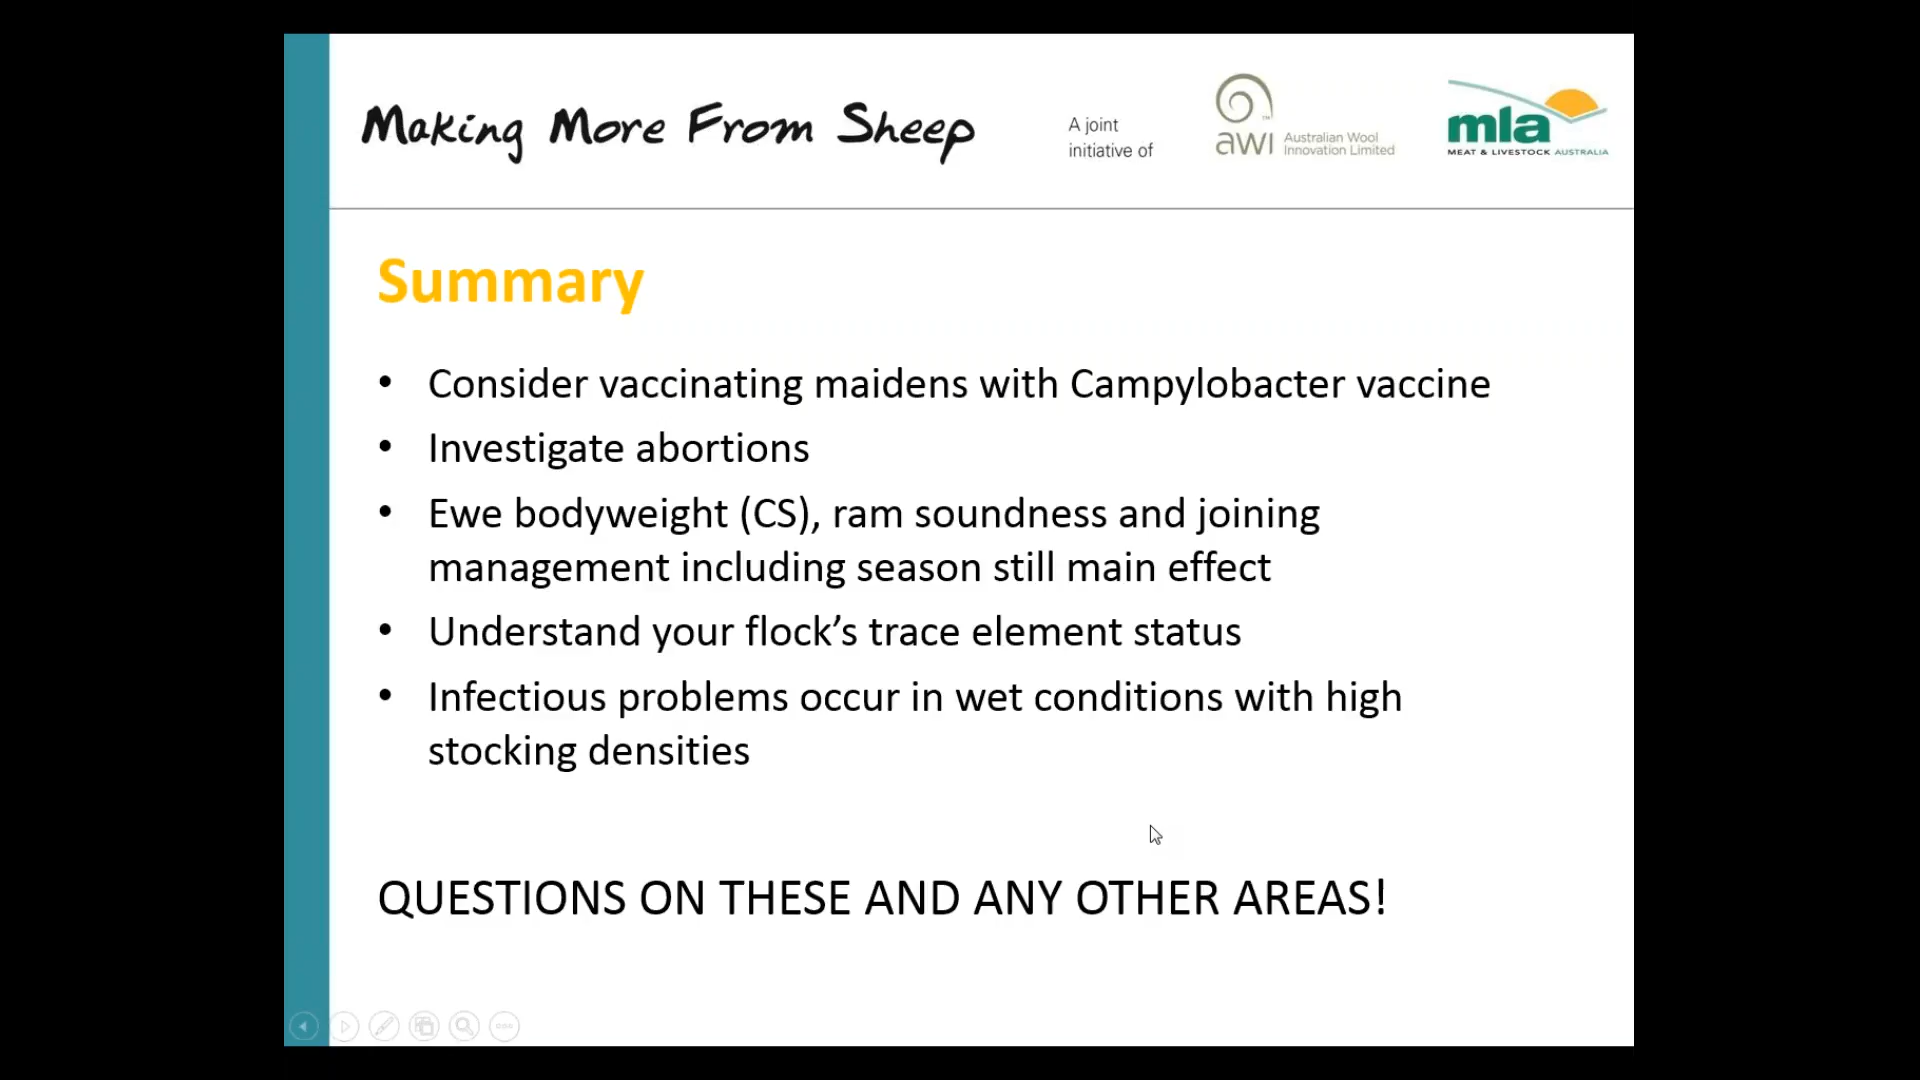 Making More From Sheep
A joint
initiative of
AWI
Australian Wool
Innovation Limited
mla
MEAT & LIVESTOCK AUSTRALIA
Summary
• Consider vaccinating maidens with Campylobacter vaccine
• Investigate abortions
• Ewe bodyweight (CS), ram soundness and joining
management including season still main effect
• Understand your flock’s trace element status
• Infectious problems occur in wet conditions with high
stocking densities
QUESTIONS ON THESE AND ANY OTHER AREAS!